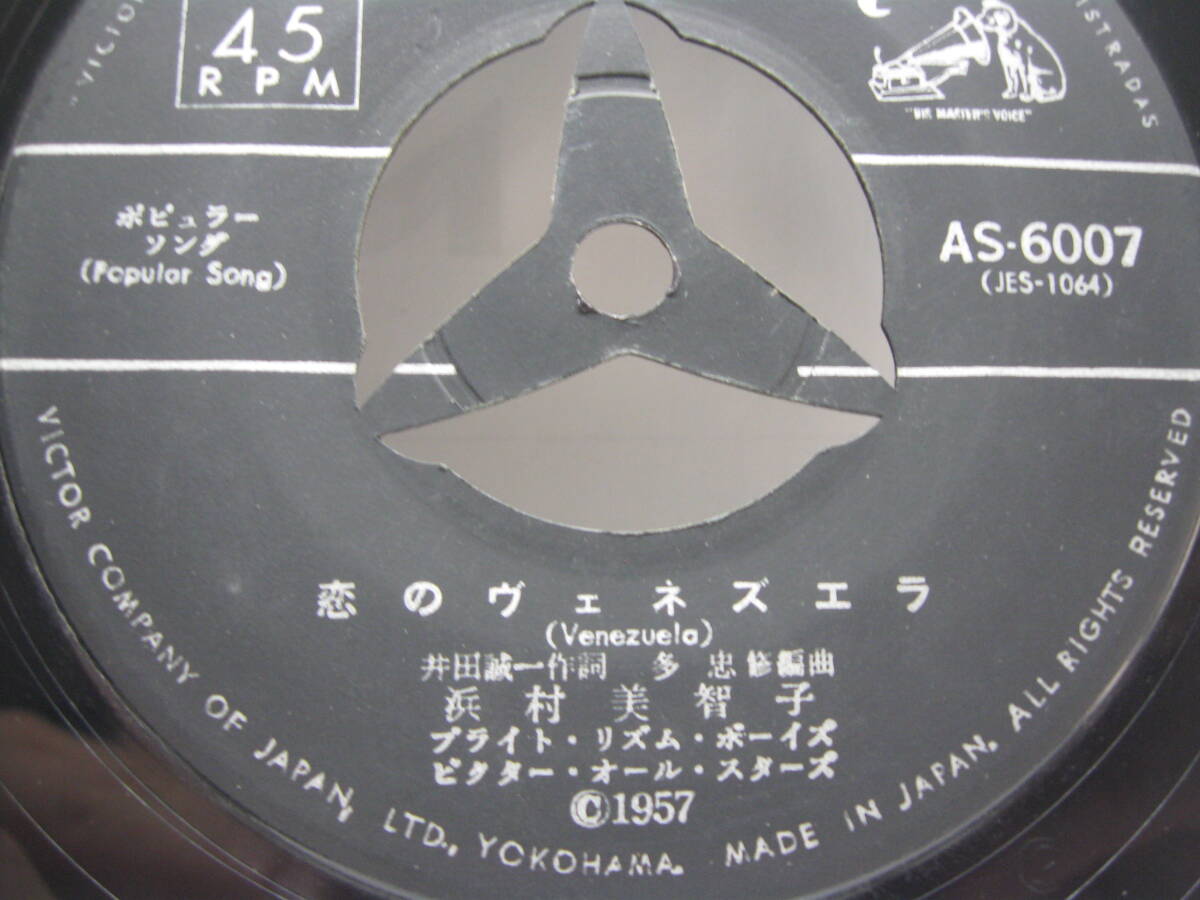 45
RPM
"HIS MASTER'S VOICE"
ポピュラー
ソング
(Popular Song)
AS-6007
(JES-1064)
恋のヴェネズエラ
(Venezuela)
井田誠一作詞 多 忠修編曲
浜村美智子
ブライト・リズム・ボーイズ
ビクター・オール・スターズ
©1957
VICTOR COMPANY OF JAPAN, LTD., YOKOHAMA. MADE IN JAPAN. ALL RIGHTS RESERVED